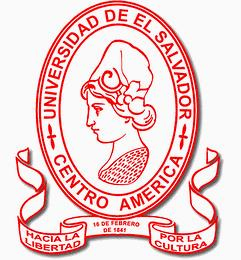 UNIVERSIDAD DE EL SALVADOR
CENTRO AMERICA
16 DE FEBRERO
DE 1841
HACIA LA
LIBERTAD
POR LA
CULTURA